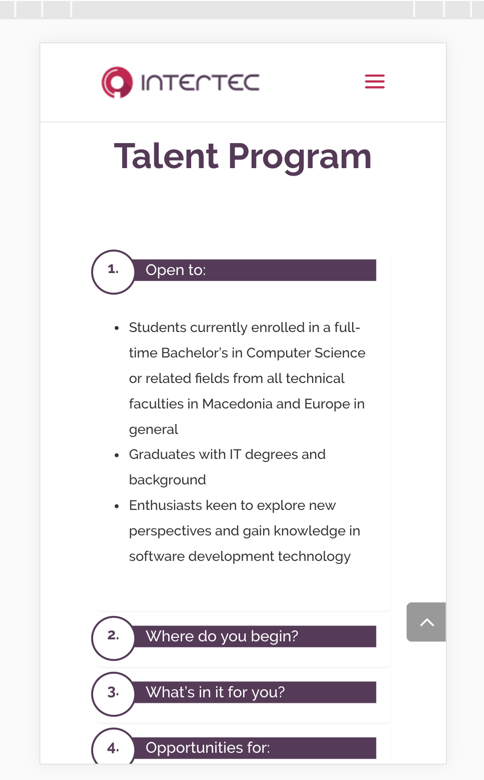 INTERTEC
Talent Program
1. Open to:
• Students currently enrolled in a full-
time Bachelor's in Computer Science
or related fields from all technical
faculties in Macedonia and Europe in
general
• Graduates with IT degrees and
background
• Enthusiasts keen to explore new
perspectives and gain knowledge in
software development technology
2. Where do you begin?
3. What's in it for you?
4. Opportunities for: